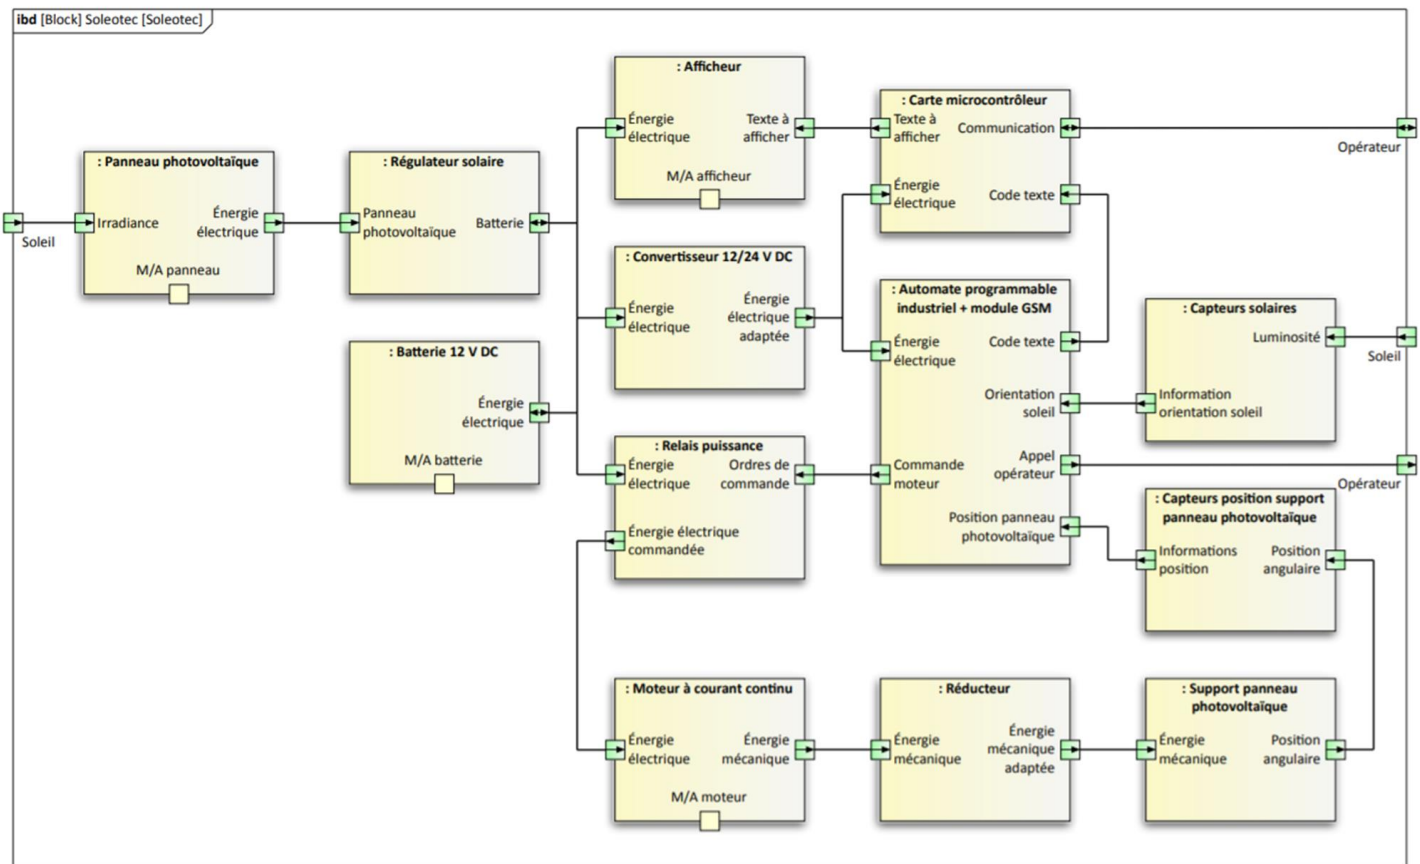 ibd [Block] Soleotec [Soleotec]
Soleil
: Panneau photovoltaïque
Irradiance
Énergie
électrique
M/A panneau
: Régulateur solaire
Panneau
photovoltaïque
Batterie
: Batterie 12 V DC
Énergie
électrique
M/A batterie
: Afficheur
Énergie
électrique
Texte à
afficher
M/A afficheur
: Convertisseur 12/24 V DC
Énergie
électrique
Énergie
électrique
adaptée
: Relais puissance
Énergie
électrique
Ordres de
commande
Énergie électrique
commandée
: Carte microcontrôleur
Texte à
afficher
Communication
Énergie
électrique
Code texte
Opérateur
: Automate programmable
industriel + module GSM
Énergie
électrique
Code texte
Orientation
soleil
Commande
moteur
Appel
opérateur
Position panneau
photovoltaïque
: Capteurs solaires
Luminosité
Information
orientation soleil
Soleil
Opérateur
: Capteurs position support
panneau photovoltaïque
Informations
position
Position
angulaire
: Moteur à courant continu
Énergie
électrique
Énergie
mécanique
M/A moteur
: Réducteur
Énergie
mécanique
Énergie
mécanique
adaptée
: Support panneau
photovoltaïque
Énergie
mécanique
Position
angulaire